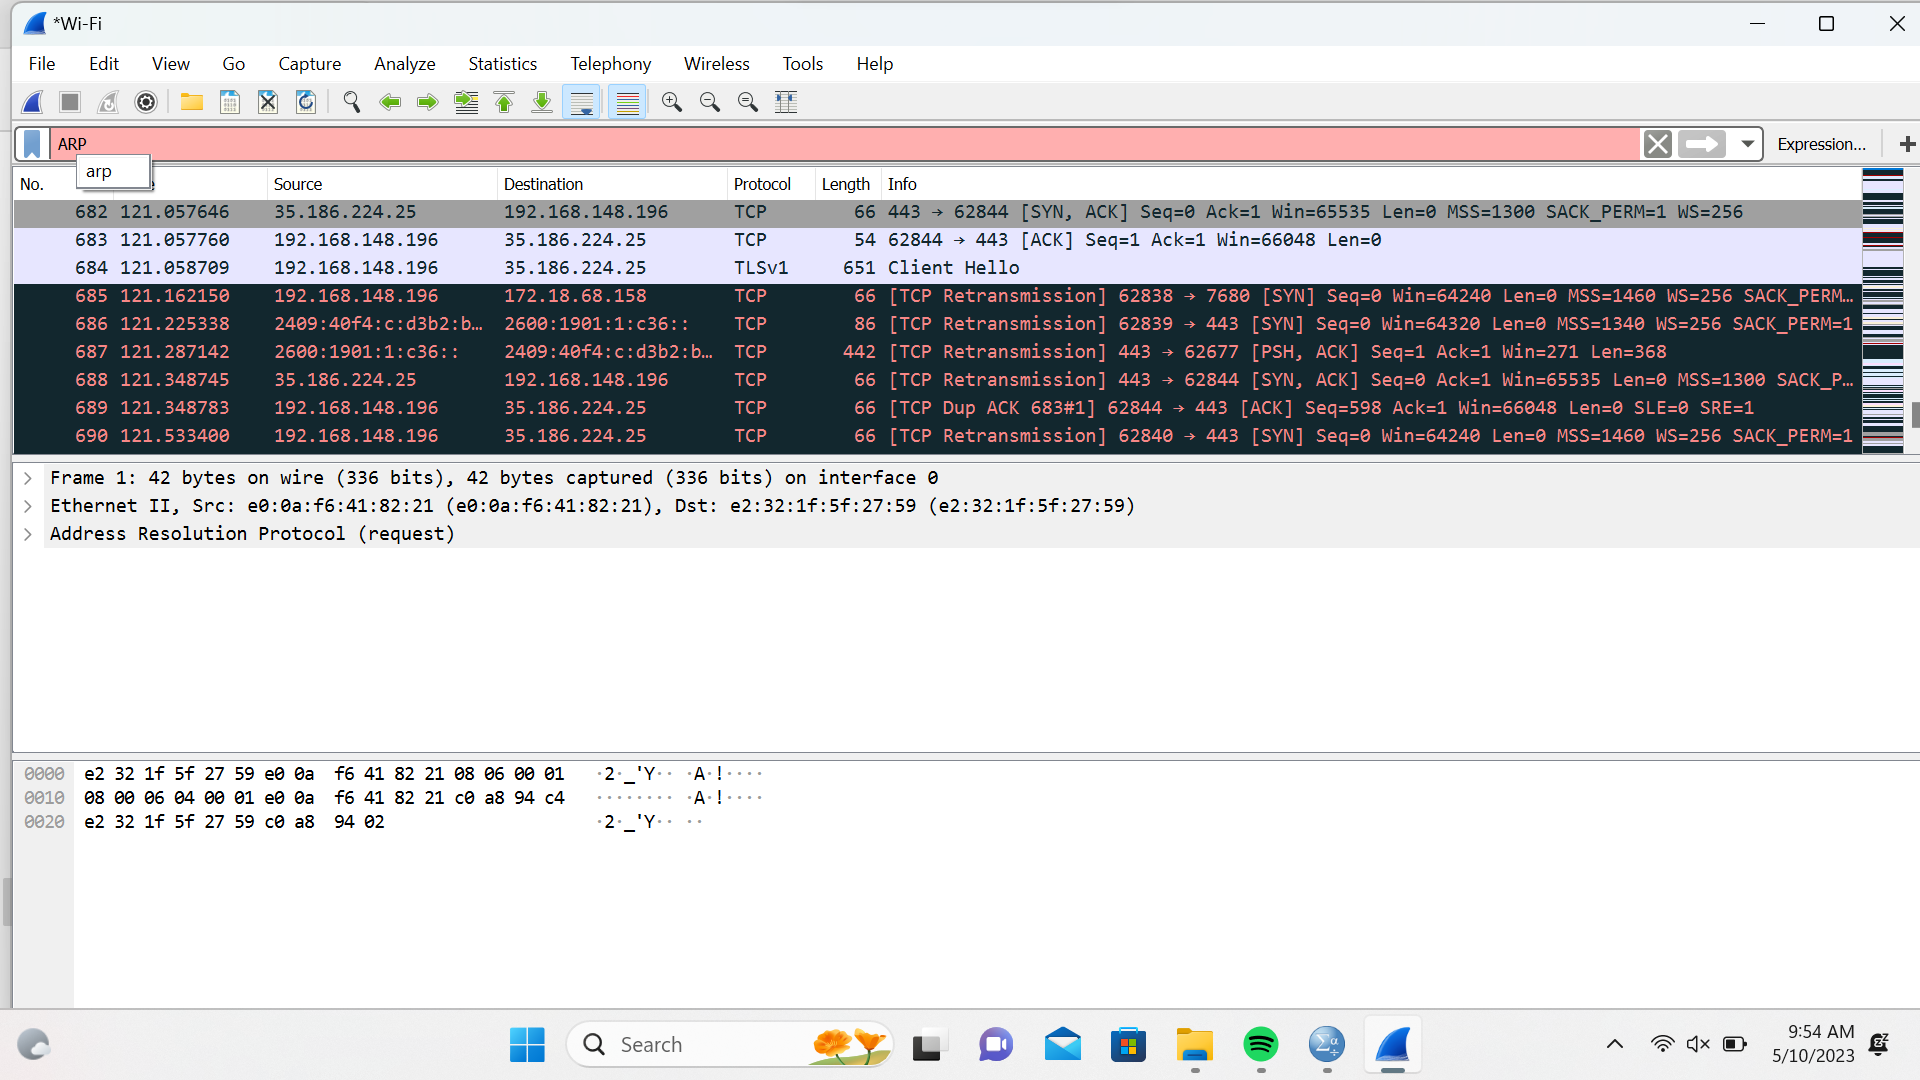 *Wi-Fi
File Edit View Go Capture Analyze Statistics Telephony Wireless Tools Help
ARP
Expression...
arp
No. Source Destination Protocol Length Info
682 121.057646 35.186.224.25 192.168.148.196 TCP 66 443 → 62844 [SYN, ACK] Seq=0 Ack=1 Win=65535 Len=0 MSS=1300 SACK_PERM=1 WS=256
683 121.057760 192.168.148.196 35.186.224.25 TCP 54 62844 → 443 [ACK] Seq=1 Ack=1 Win=66048 Len=0
684 121.058709 192.168.148.196 35.186.224.25 TLSv1 651 Client Hello
685 121.162150 192.168.148.196 172.18.68.158 TCP 66 [TCP Retransmission] 62838 → 7680 [SYN] Seq=0 Win=64240 Len=0 MSS=1460 WS=256 SACK_PERM…
686 121.225338 2409:40f4:c:d3b2:b… 2600:1901:1:c36:: TCP 86 [TCP Retransmission] 62839 → 443 [SYN] Seq=0 Win=64320 Len=0 MSS=1340 WS=256 SACK_PERM=1
687 121.287142 2600:1901:1:c36:: 2409:40f4:c:d3b2:b… TCP 442 [TCP Retransmission] 443 → 62677 [PSH, ACK] Seq=1 Ack=1 Win=271 Len=368
688 121.348745 35.186.224.25 192.168.148.196 TCP 66 [TCP Retransmission] 443 → 62844 [SYN, ACK] Seq=0 Ack=1 Win=65535 Len=0 MSS=1300 SACK_P…
689 121.348783 192.168.148.196 35.186.224.25 TCP 66 [TCP Dup ACK 683#1] 62844 → 443 [ACK] Seq=598 Ack=1 Win=66048 Len=0 SLE=0 SRE=1
690 121.533400 192.168.148.196 35.186.224.25 TCP 66 [TCP Retransmission] 62840 → 443 [SYN] Seq=0 Win=64240 Len=0 MSS=1460 WS=256 SACK_PERM=1
Frame 1: 42 bytes on wire (336 bits), 42 bytes captured (336 bits) on interface 0
Ethernet II, Src: e0:0a:f6:41:82:21 (e0:0a:f6:41:82:21), Dst: e2:32:1f:5f:27:59 (e2:32:1f:5f:27:59)
Address Resolution Protocol (request)
0000 e2 32 1f 5f 27 59 e0 0a f6 41 82 21 08 06 00 01 ·2·_'Y·· ·A·!····
0010 08 00 06 04 00 01 e0 0a f6 41 82 21 c0 a8 94 c4 ········ ·A·!····
0020 e2 32 1f 5f 27 59 c0 a8 94 02 ·2·_'Y·· ··
Search
9:54 AM
5/10/2023